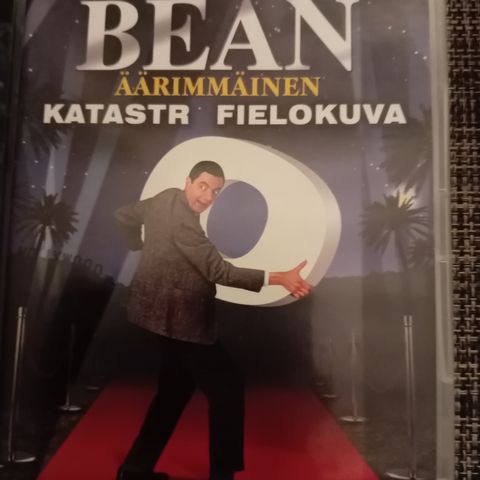 BEAN
ÄÄRIMMÄINEN
KATASTR FIELOKUVA
O